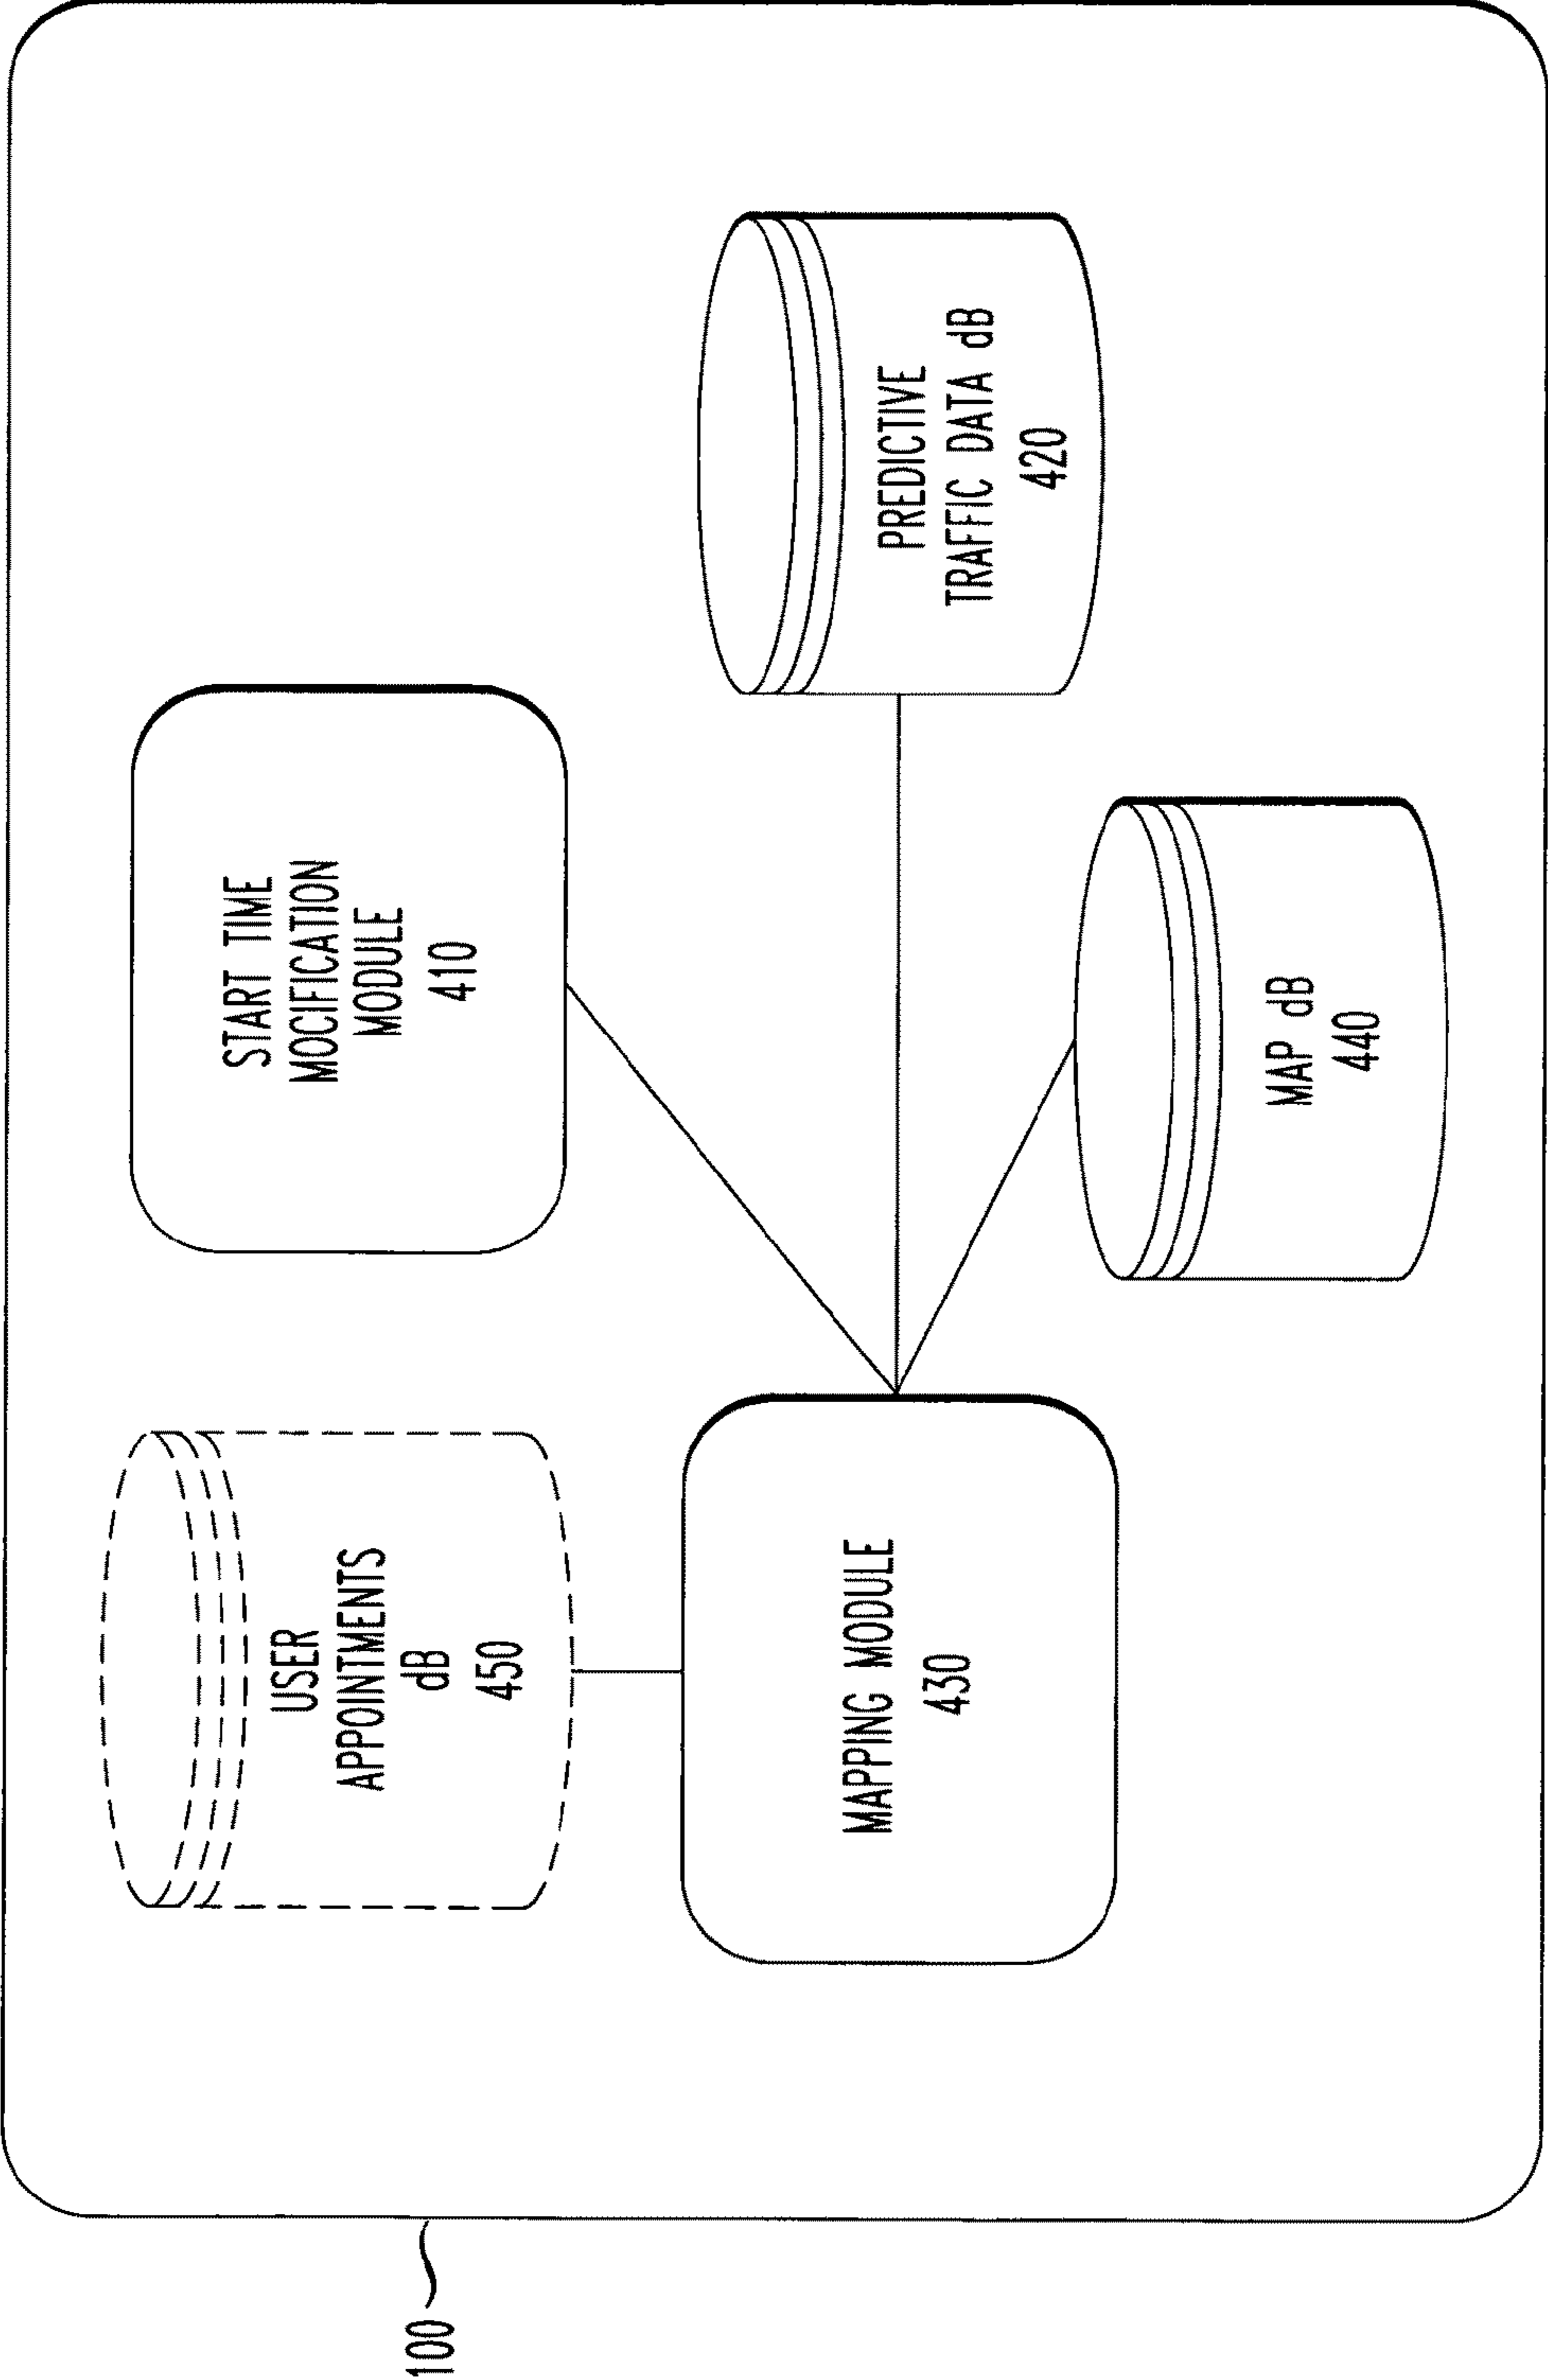 USER
APPOINTMENTS
dB
450
START TIME
MOCIFICATION
MODULE
410
MAPPING MODULE
430
PREDICTIVE
TRAFFIC DATA dB
420
MAP dB
440
100